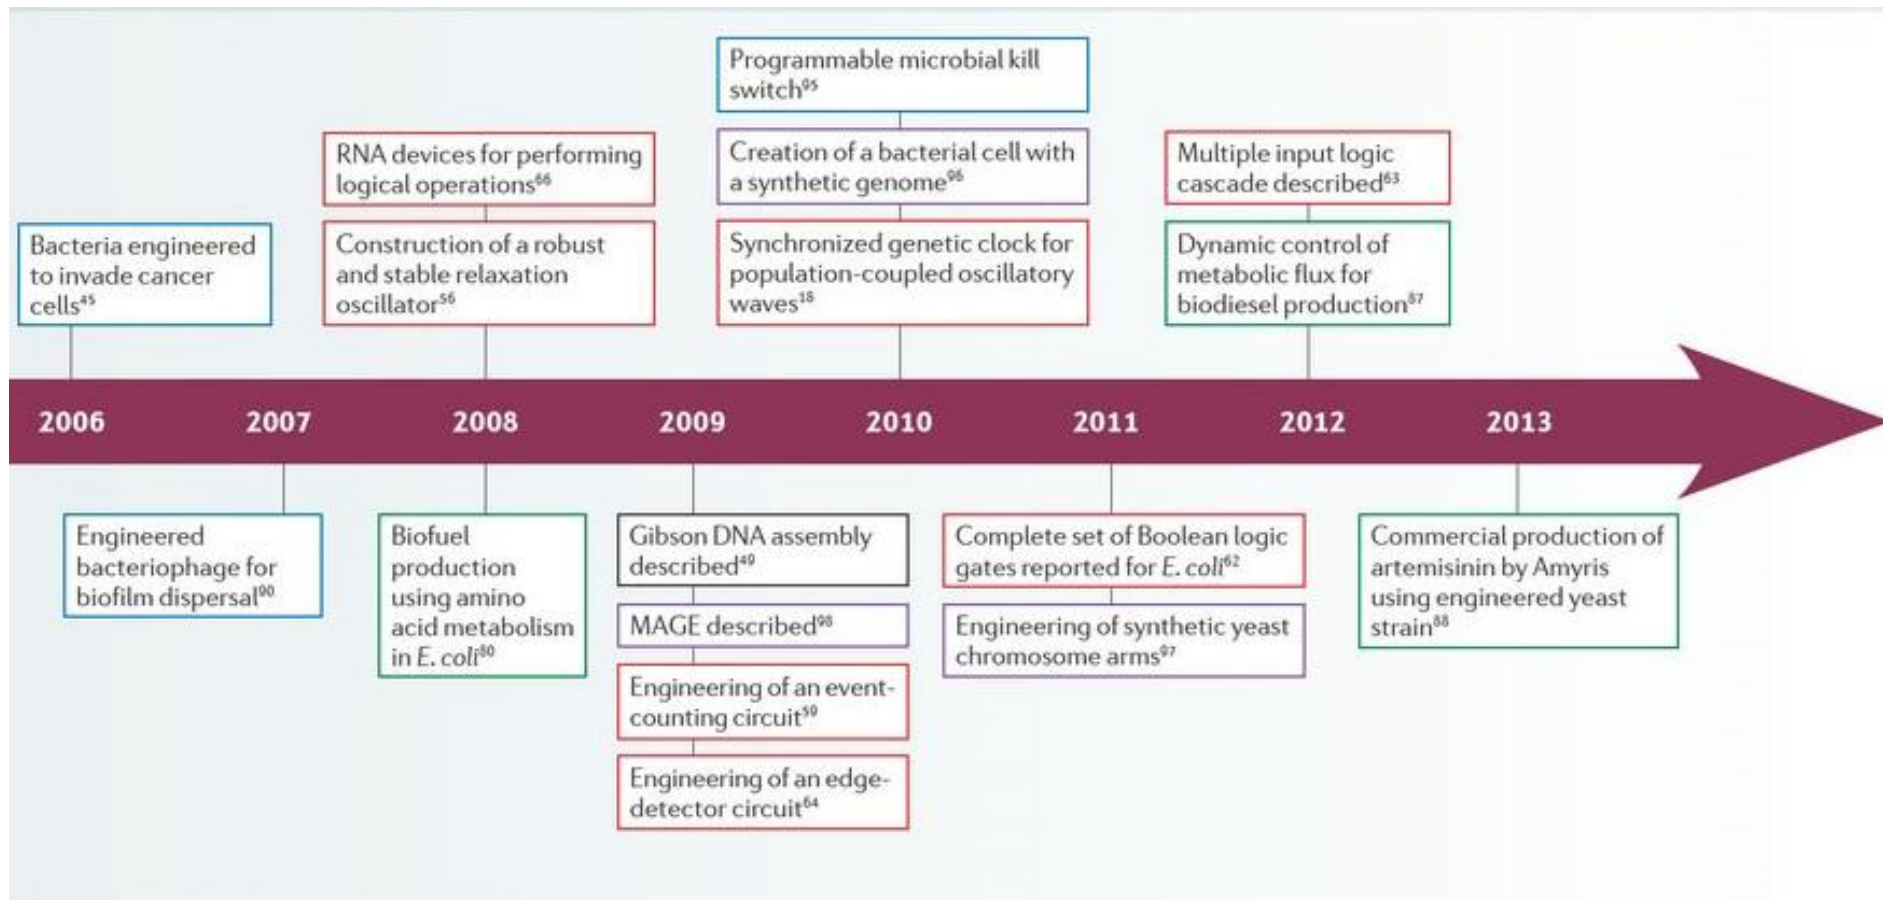 Programmable microbial kill
switch⁹⁵
RNA devices for performing
logical operations⁶⁶
Creation of a bacterial cell with
a synthetic genome⁹⁶
Multiple input logic
cascade described⁶³
Bacteria engineered
to invade cancer
cells⁴⁵
Construction of a robust
and stable relaxation
oscillator⁵⁶
Synchronized genetic clock for
population-coupled oscillatory
waves¹⁸
Dynamic control of
metabolic flux for
biodiesel production⁸⁷
2006 2007 2008 2009 2010 2011 2012 2013
Engineered
bacteriophage for
biofilm dispersal⁹⁰
Biofuel
production
using amino
acid metabolism
in E. coli⁸⁰
Gibson DNA assembly
described⁴⁹
MAGE described⁹⁸
Engineering of an event-
counting circuit⁵⁹
Engineering of an edge-
detector circuit⁶⁴
Complete set of Boolean logic
gates reported for E. coli⁶²
Engineering of synthetic yeast
chromosome arms⁹⁷
Commercial production of
artemisinin by Amyris
using engineered yeast
strain⁸⁸